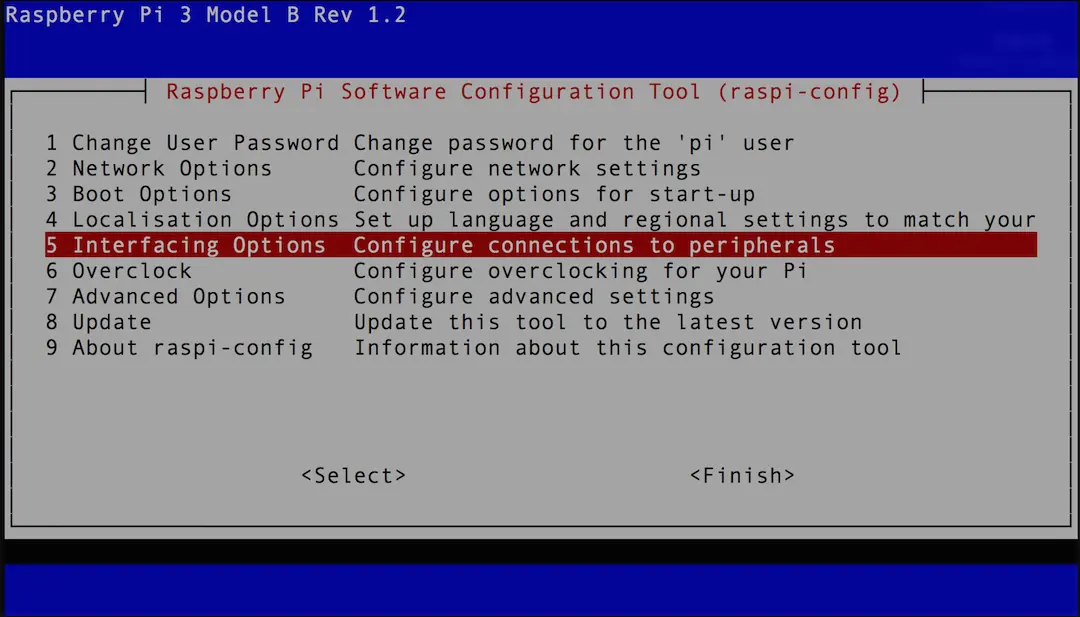 Raspberry Pi 3 Model B Rev 1.2
Raspberry Pi Software Configuration Tool (raspi-config)
1 Change User Password Change password for the 'pi' user
2 Network Options Configure network settings
3 Boot Options Configure options for start-up
4 Localisation Options Set up language and regional settings to match your
5 Interfacing Options Configure connections to peripherals
6 Overclock Configure overclocking for your Pi
7 Advanced Options Configure advanced settings
8 Update Update this tool to the latest version
9 About raspi-config Information about this configuration tool
<Select> <Finish>